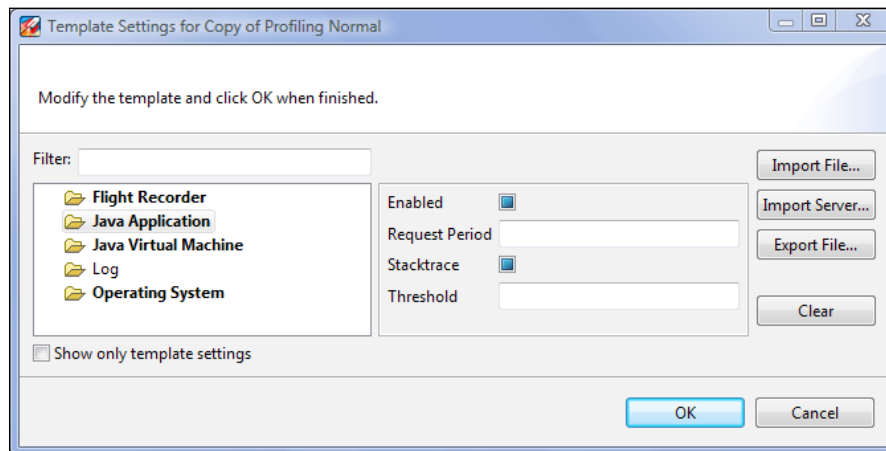 Template Settings for Copy of Profiling Normal
Modify the template and click OK when finished.
Filter:
Flight Recorder
Java Application
Java Virtual Machine
Log
Operating System
Show only template settings
Enabled
Request Period
Stacktrace
Threshold
Import File...
Import Server...
Export File...
Clear
OK
Cancel